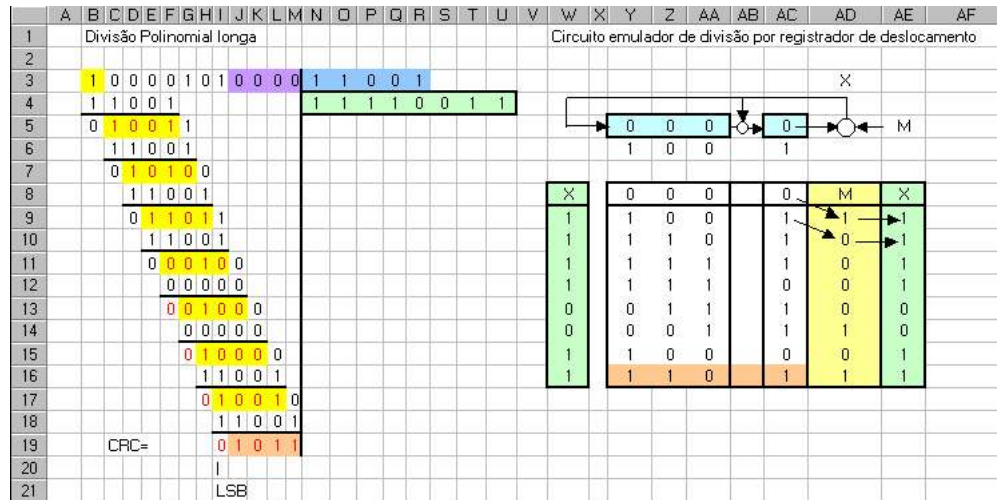 A B C D E F G H I J K L M N O P Q R S T U V W X Y Z AA AB AC AD AE AF
1 Divisão Polinomial longa Circuito emulador de divisão por registrador de deslocamento
2
3 1 0 0 0 0 1 0 1 0 0 0 0 1 1 0 0 1 X
4 1 1 0 0 1 1 1 1 1 0 0 1 1
5 0 1 0 0 1 1 0 0 0 0 M
6 1 1 0 0 1 1 0 0 1
7 0 1 0 1 0 0
8 1 1 0 0 1 X 0 0 0 0 M X
9 0 1 1 0 1 1 1 1 0 0 1 1 1
10 1 1 0 0 1 1 1 1 0 1 0 1
11 0 0 0 1 0 0 1 1 1 1 1 0 1
12 0 0 0 0 0 1 1 1 1 0 0 1
13 0 0 1 0 0 0 0 0 1 1 1 0 0
14 0 0 0 0 0 0 0 0 1 1 1 0
15 0 1 0 0 0 0 1 1 0 0 0 0 1
16 1 1 0 0 1 1 1 1 0 1 1 1
17 0 1 0 0 1 0
18 1 1 0 0 1
19 CRC= 0 1 0 1 1
20 |
21 LSB